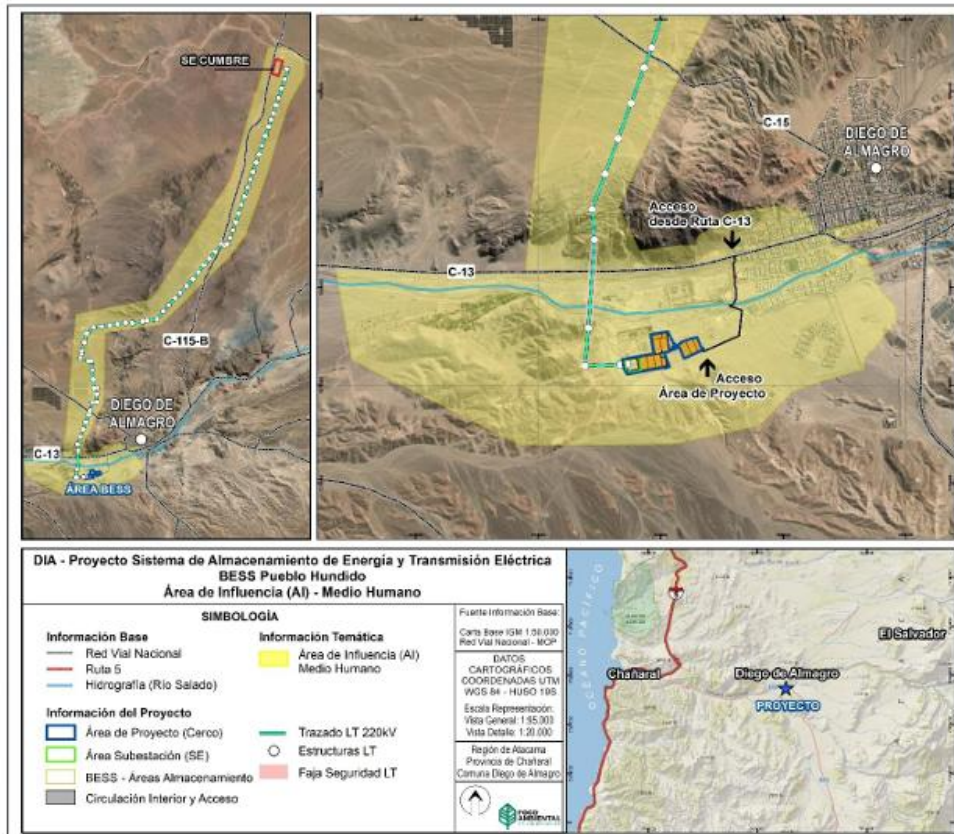 SE CUMBRE
C-115-B
DIEGO DE
ALMAGRO
C-13
ÁREA BESS
C-15
DIEGO DE
ALMAGRO
Acceso
desde Ruta C-13
C-13
Acceso
Área de Proyecto
DIA - Proyecto Sistema de Almacenamiento de Energía y Transmisión Eléctrica
BESS Pueblo Hundido
Área de Influencia (AI) - Medio Humano
SIMBOLOGÍA
Información Base
Red Vial Nacional
Ruta 5
Hidrografía (Río Salado)
Información Temática
Área de Influencia (AI)
Medio Humano
Información del Proyecto
Área de Proyecto (Cerco)
Área Subestación (SE)
BESS - Áreas Almacenamiento
Circulación Interior y Acceso
Trazado LT 220kV
Estructuras LT
Faja Seguridad LT
Fuente Información Base:
Carta Base IGM 1:50.000
Red Vial Nacional - MOP
DATOS
CARTOGRÁFICOS
COORDENADAS UTM
WGS 84 - HUSO 19S
Escala Representación:
Vista General: 1:95.000
Vista Detalle: 1:20.000
Región de Atacama
Provincia de Chañaral
Comuna Diego de Almagro
AMBIENTAL
OCEANO PACÍFICO
Chañaral
Diego de Almagro
El Salvador
PROYECTO